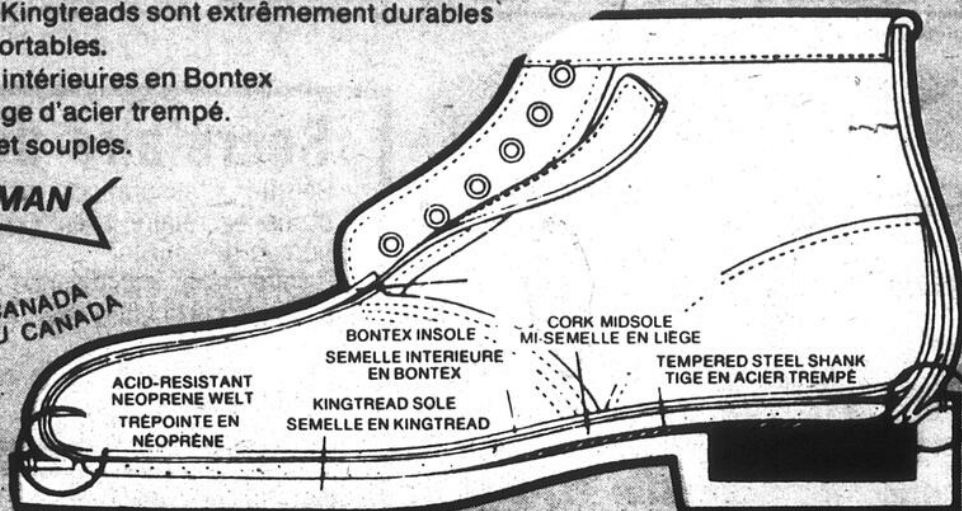 Kingtreads sont extrêmement durables
ortables.
intérieures en Bontex
ge d'acier trempé.
et souples.
MAN
CANADA
U CANADA
BONTEX INSOLE
SEMELLE INTERIEURE
EN BONTEX
CORK MIDSOLE
MI-SEMELLE EN LIEGE
TEMPERED STEEL SHANK
TIGE EN ACIER TREMPÉ
ACID-RESISTANT
NEOPRENE WELT
TRÉPOINTE EN
NÉOPRÈNE
KINGTREAD SOLE
SEMELLE EN KINGTREAD